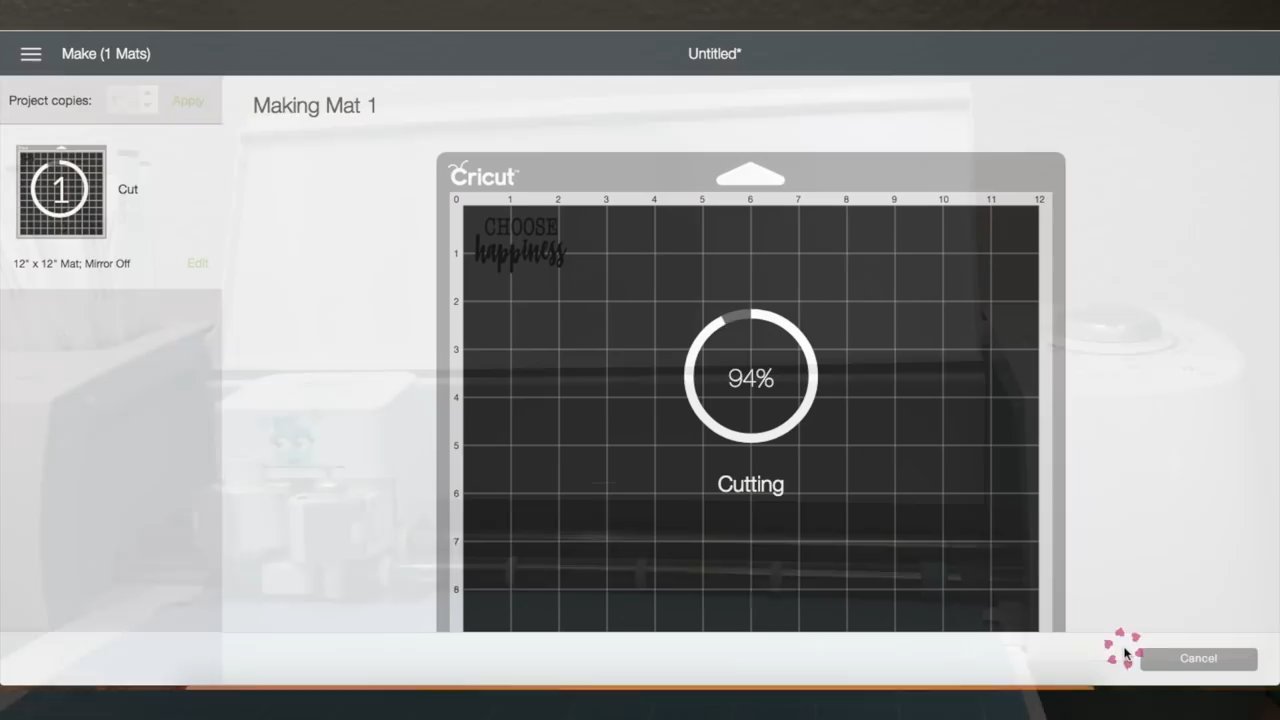 Make (1 Mats)
Untitled*
Project copies:
Apply
Making Mat 1
1
Cut
12" x 12" Mat; Mirror Off
Edit
Cricut
0 1 2 3 4 5 6 7 8 9 10 11 12
1
2
3
4
5
6
7
8
CHOOSE
happiness
94%
Cutting
Cancel